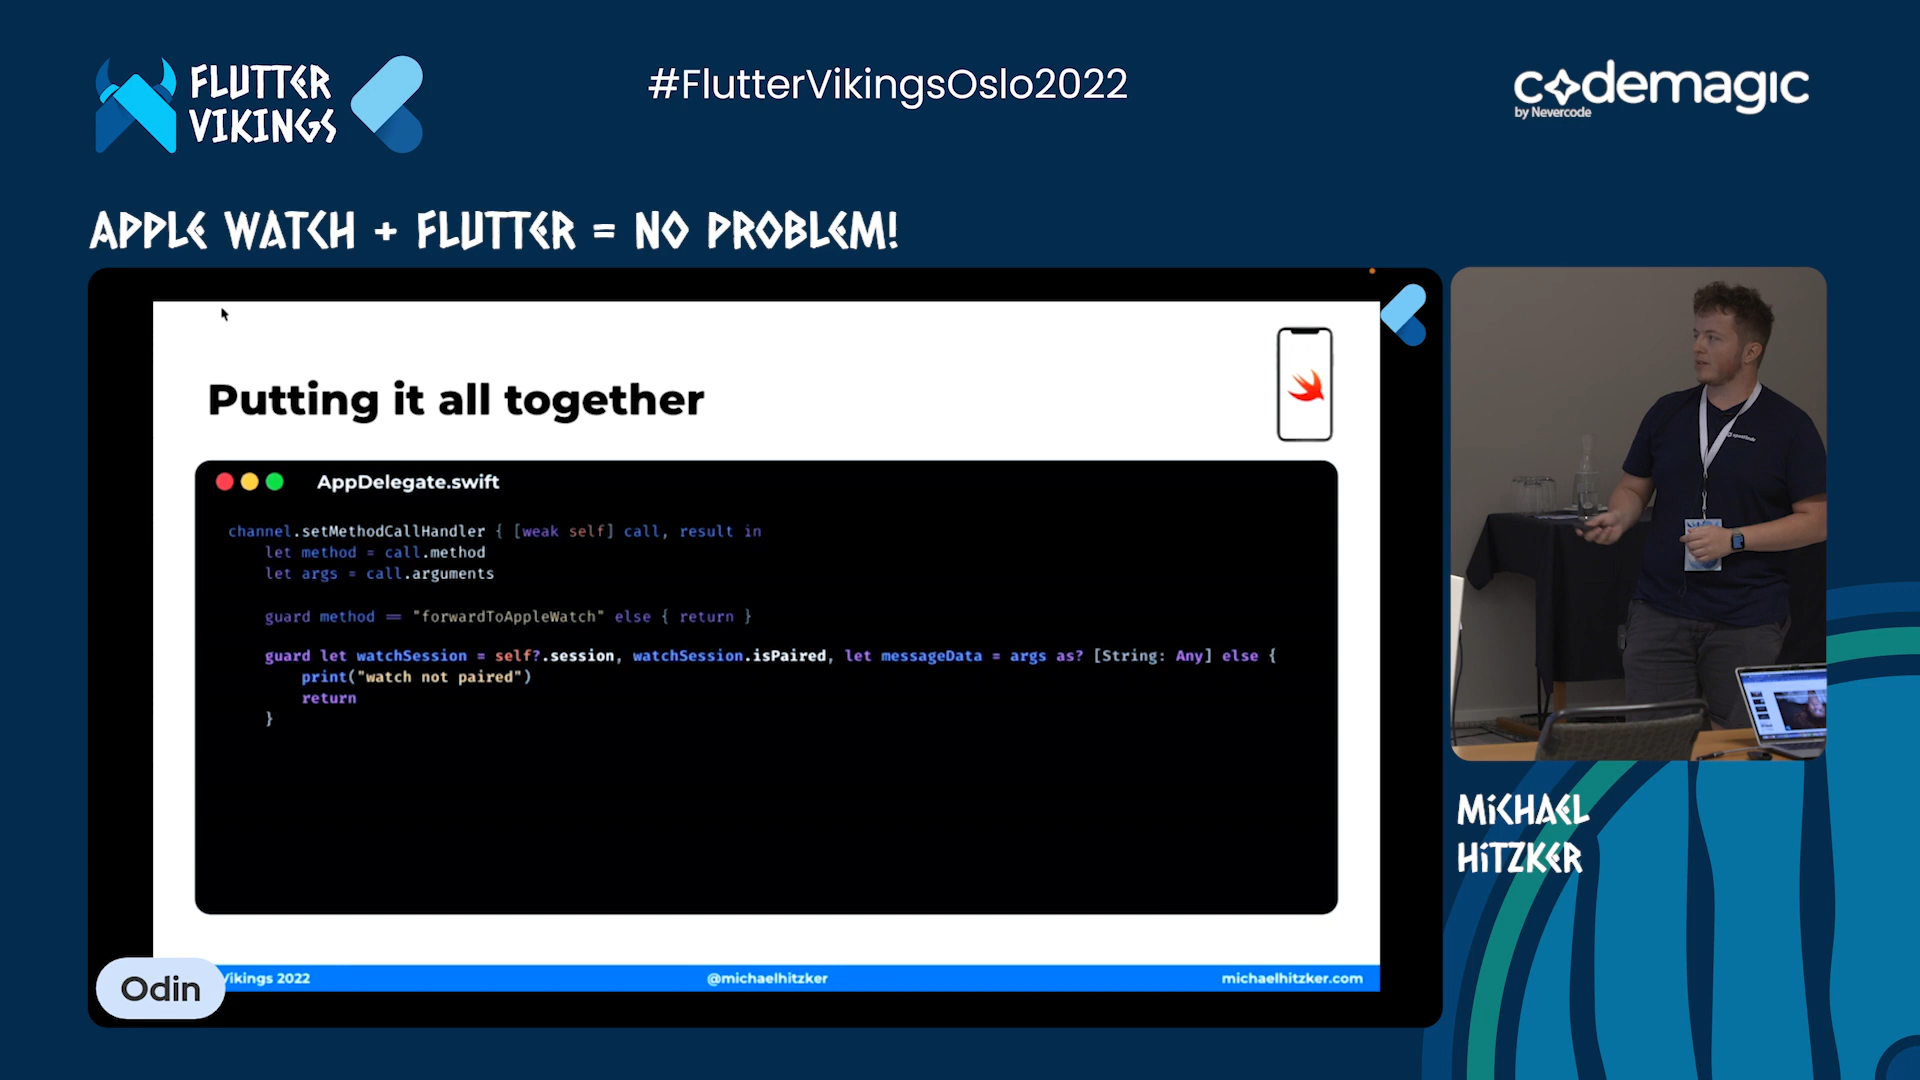 FLUTTER
VIKINGS
#FlutterVikingsOslo2022
codemagic
by Nevercode
APPLE WATCH + FLUTTER = NO PROBLEM!
Putting it all together
AppDelegate.swift
channel.setMethodCallHandler { [weak self] call, result in
let method = call.method
let args = call.arguments
guard method == "forwardToAppleWatch" else { return }
guard let watchSession = self?.session, watchSession.isPaired, let messageData = args as? [String: Any] else {
print("watch not paired")
return
}
Vikings 2022
@michaelhitzker
michaelhitzker.com
Odin
MICHAEL
HITZKER